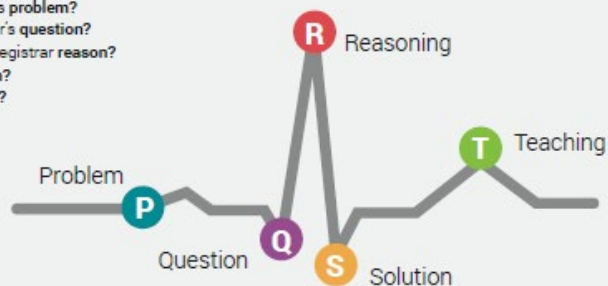 s problem?
r's question?
egistrar reason?
?
?
R
Reasoning
T
Teaching
Problem
P
Q
Question
S
Solution